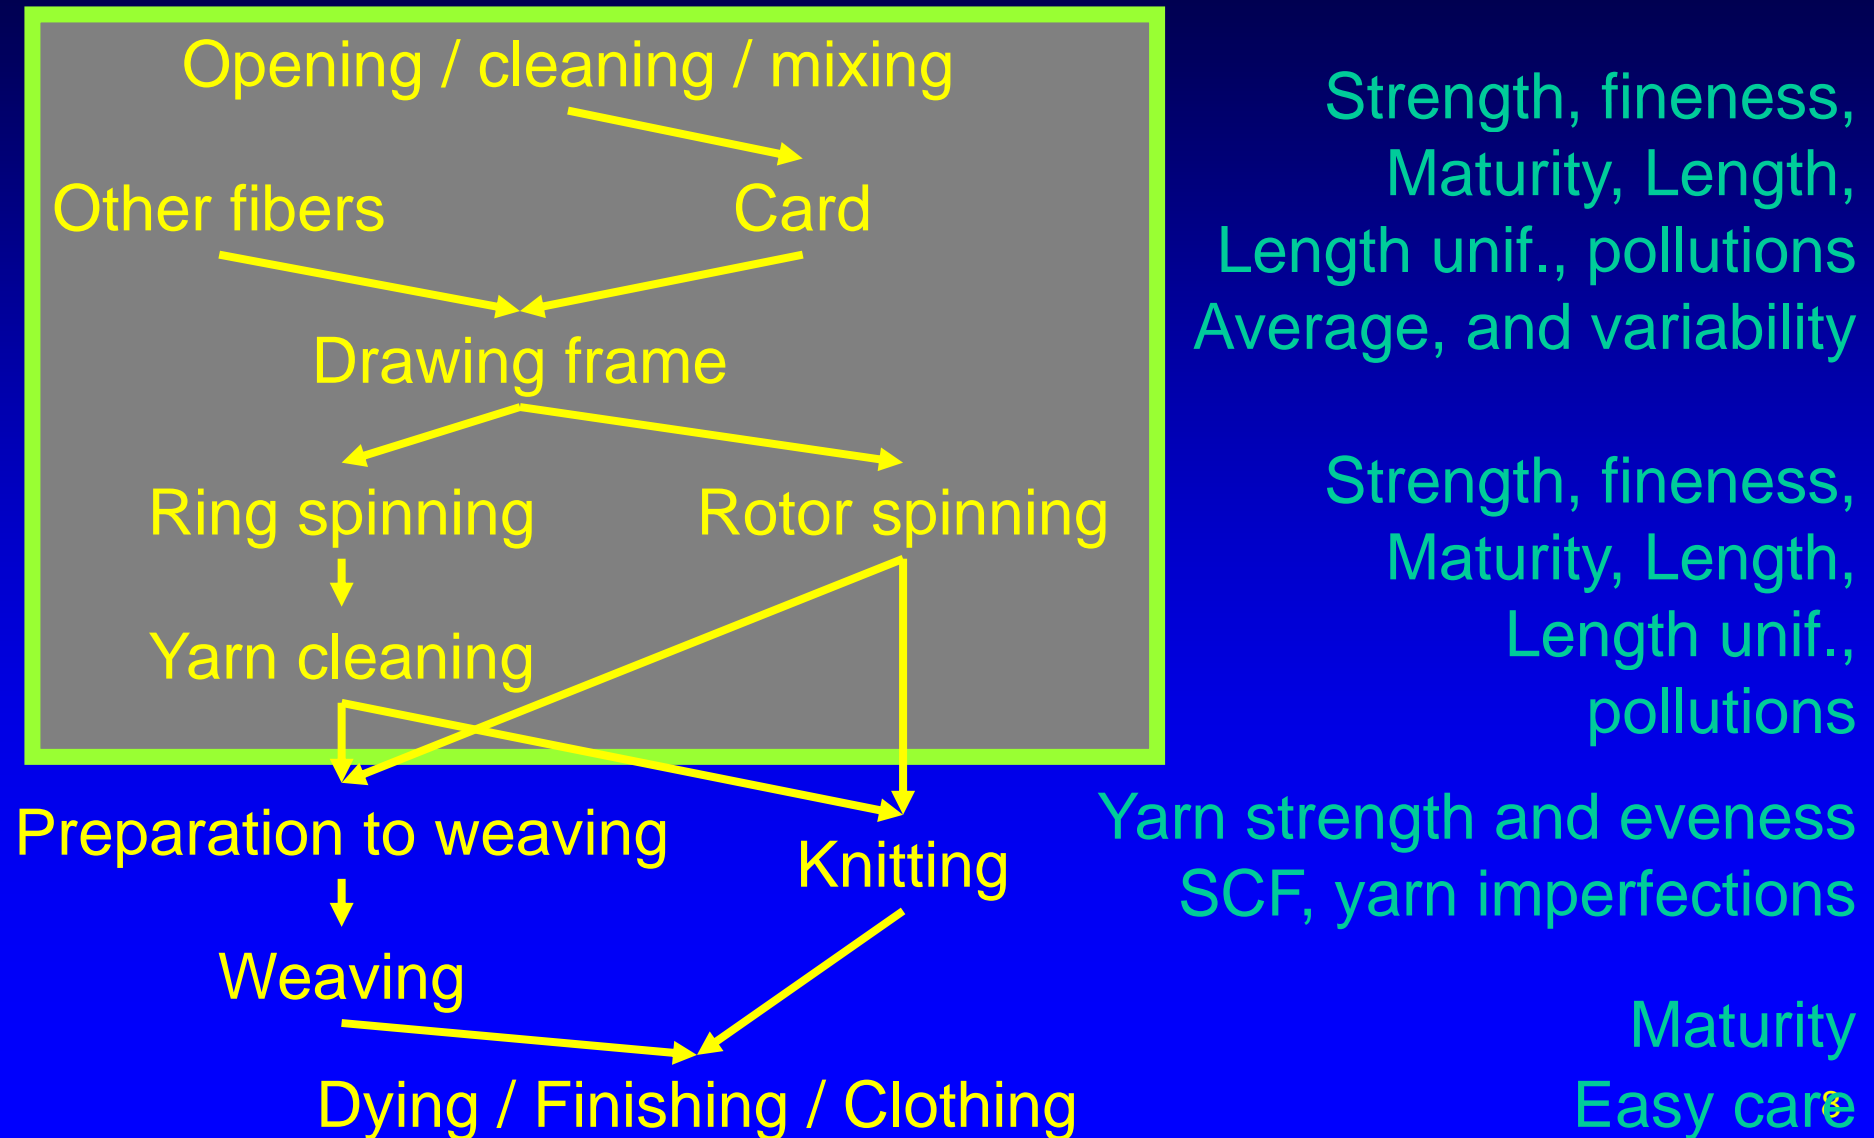 Opening / cleaning / mixing
Other fibers
Card
Drawing frame
Ring spinning
Rotor spinning
Yarn cleaning
Preparation to weaving
Knitting
Weaving
Dying / Finishing / Clothing
Strength, fineness,
Maturity, Length,
Length unif., pollutions
Average, and variability
Strength, fineness,
Maturity, Length,
Length unif.,
pollutions
Yarn strength and eveness
SCF, yarn imperfections
Maturity
Easy care
8